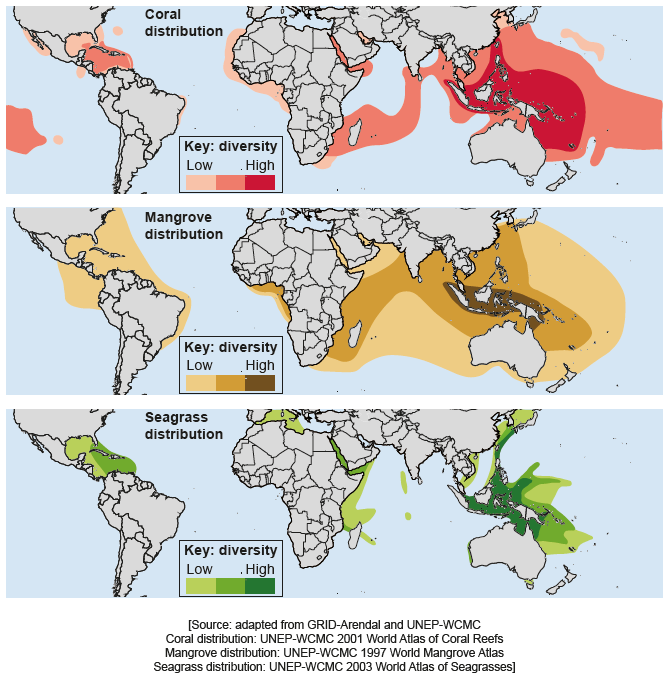 Coral
distribution
Key: diversity
Low . High
Mangrove
distribution
Key: diversity
Low . High
Seagrass
distribution
Key: diversity
Low . High
[Source: adapted from GRID-Arendal and UNEP-WCMC
Coral distribution: UNEP-WCMC 2001 World Atlas of Coral Reefs
Mangrove distribution: UNEP-WCMC 1997 World Mangrove Atlas
Seagrass distribution: UNEP-WCMC 2003 World Atlas of Seagrasses]